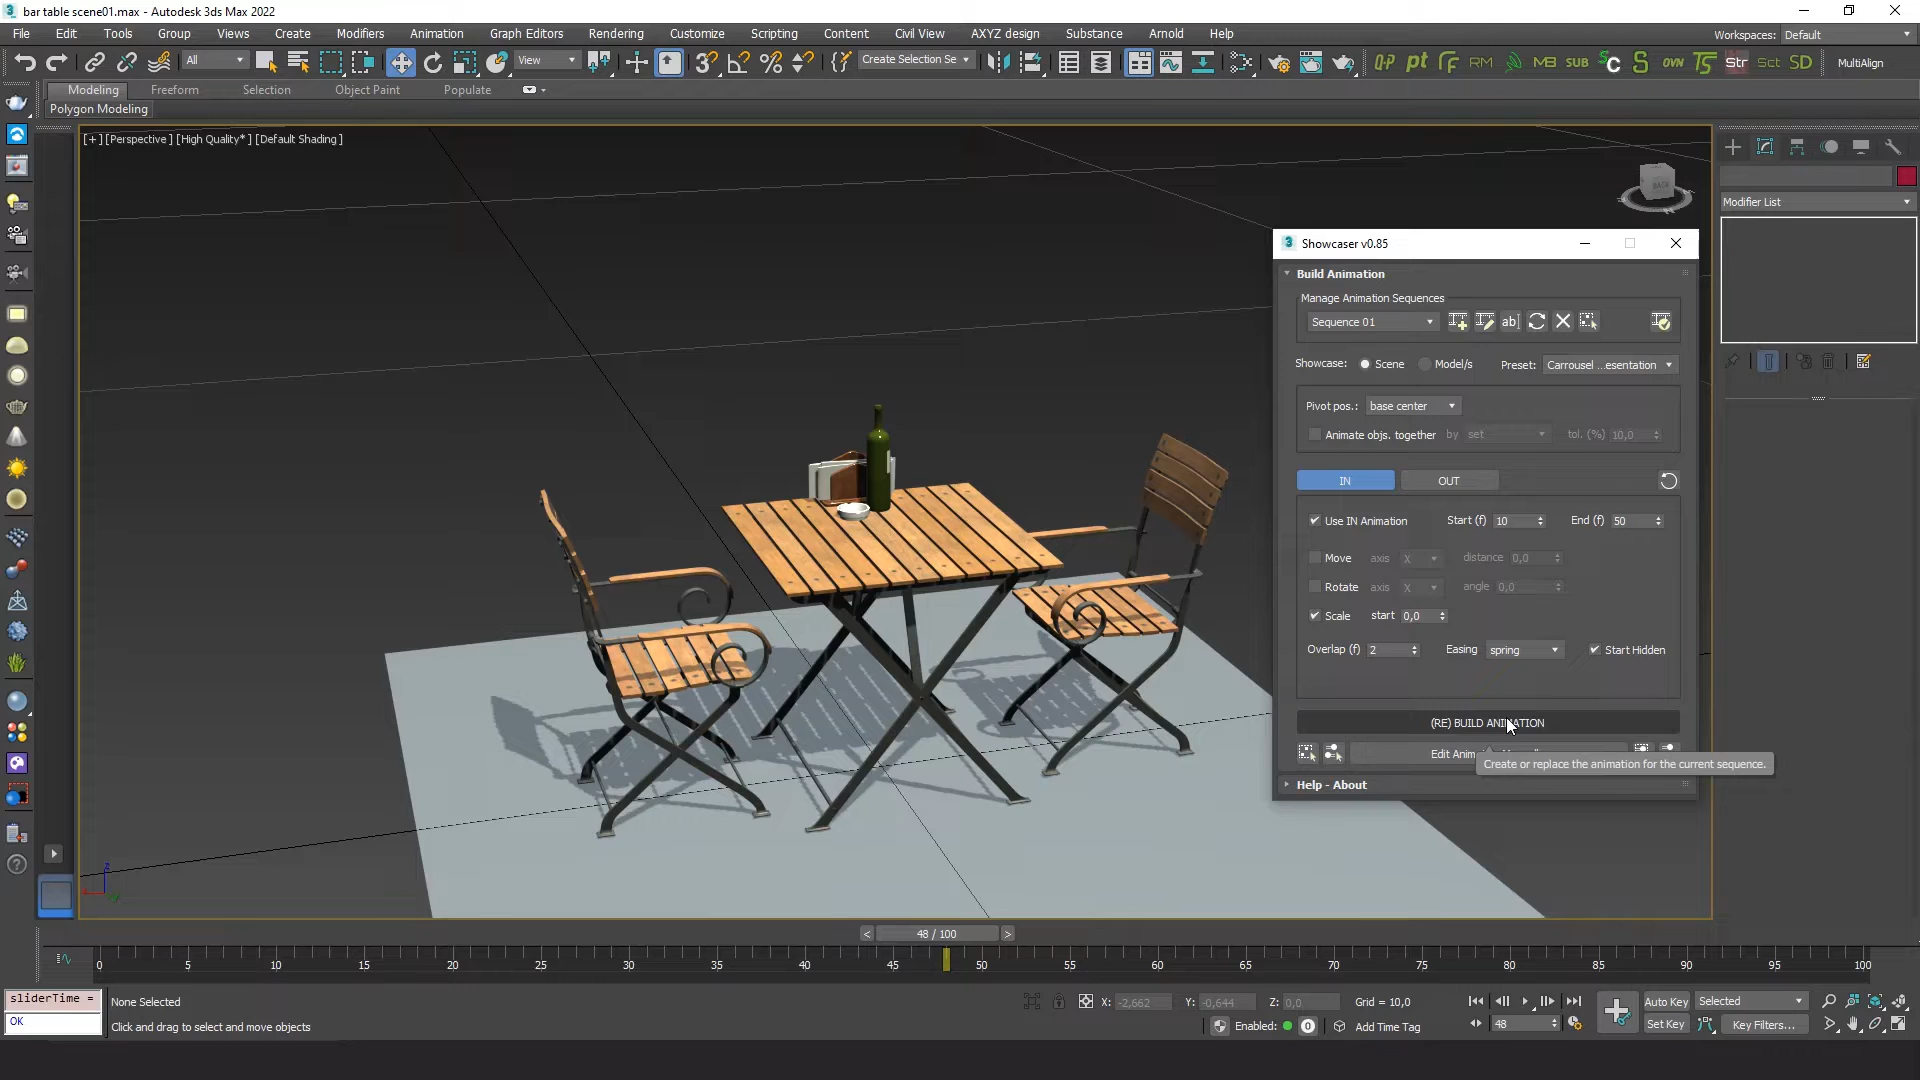 bar table scene01.max - Autodesk 3ds Max 2022
File Edit Tools Group Views Create Modifiers Animation Graph Editors Rendering Customize Scripting Content Civil View AXYZ design Substance Arnold Help
Workspaces: Default
All View Create Selection Se MultiAlign
RM MB SUB OVN Str Sct SD
Modeling Freeform Selection Object Paint Populate
Polygon Modeling
[+] [Perspective] [High Quality*] [Default Shading]
Modifier List
Showcaser v0.85
Build Animation
Manage Animation Sequences
Sequence 01
Showcase: Scene Model/s Preset: Carrousel ...esentation
Pivot pos.: base center
Animate objs. together by set tol. (%) 10,0
IN OUT
Use IN Animation Start (f) 10 End (f) 50
Move axis X distance 0,0
Rotate axis X angle 0,0
Scale start 0,0
Overlap (f) 2 Easing spring Start Hidden
(RE) BUILD ANIMATION
Create or replace the animation for the current sequence.
Help - About
< 48 / 100 >
0 5 10 15 20 25 30 35 40 45 50 55 60 65 70 75 80 85 90 95 100
sliderTime =
OK
None Selected
Click and drag to select and move objects
X: -2,662 Y: -0,644 Z: 0,0 Grid = 10,0
Enabled: 0 Add Time Tag
48
Auto Key Selected
Set Key Key Filters...